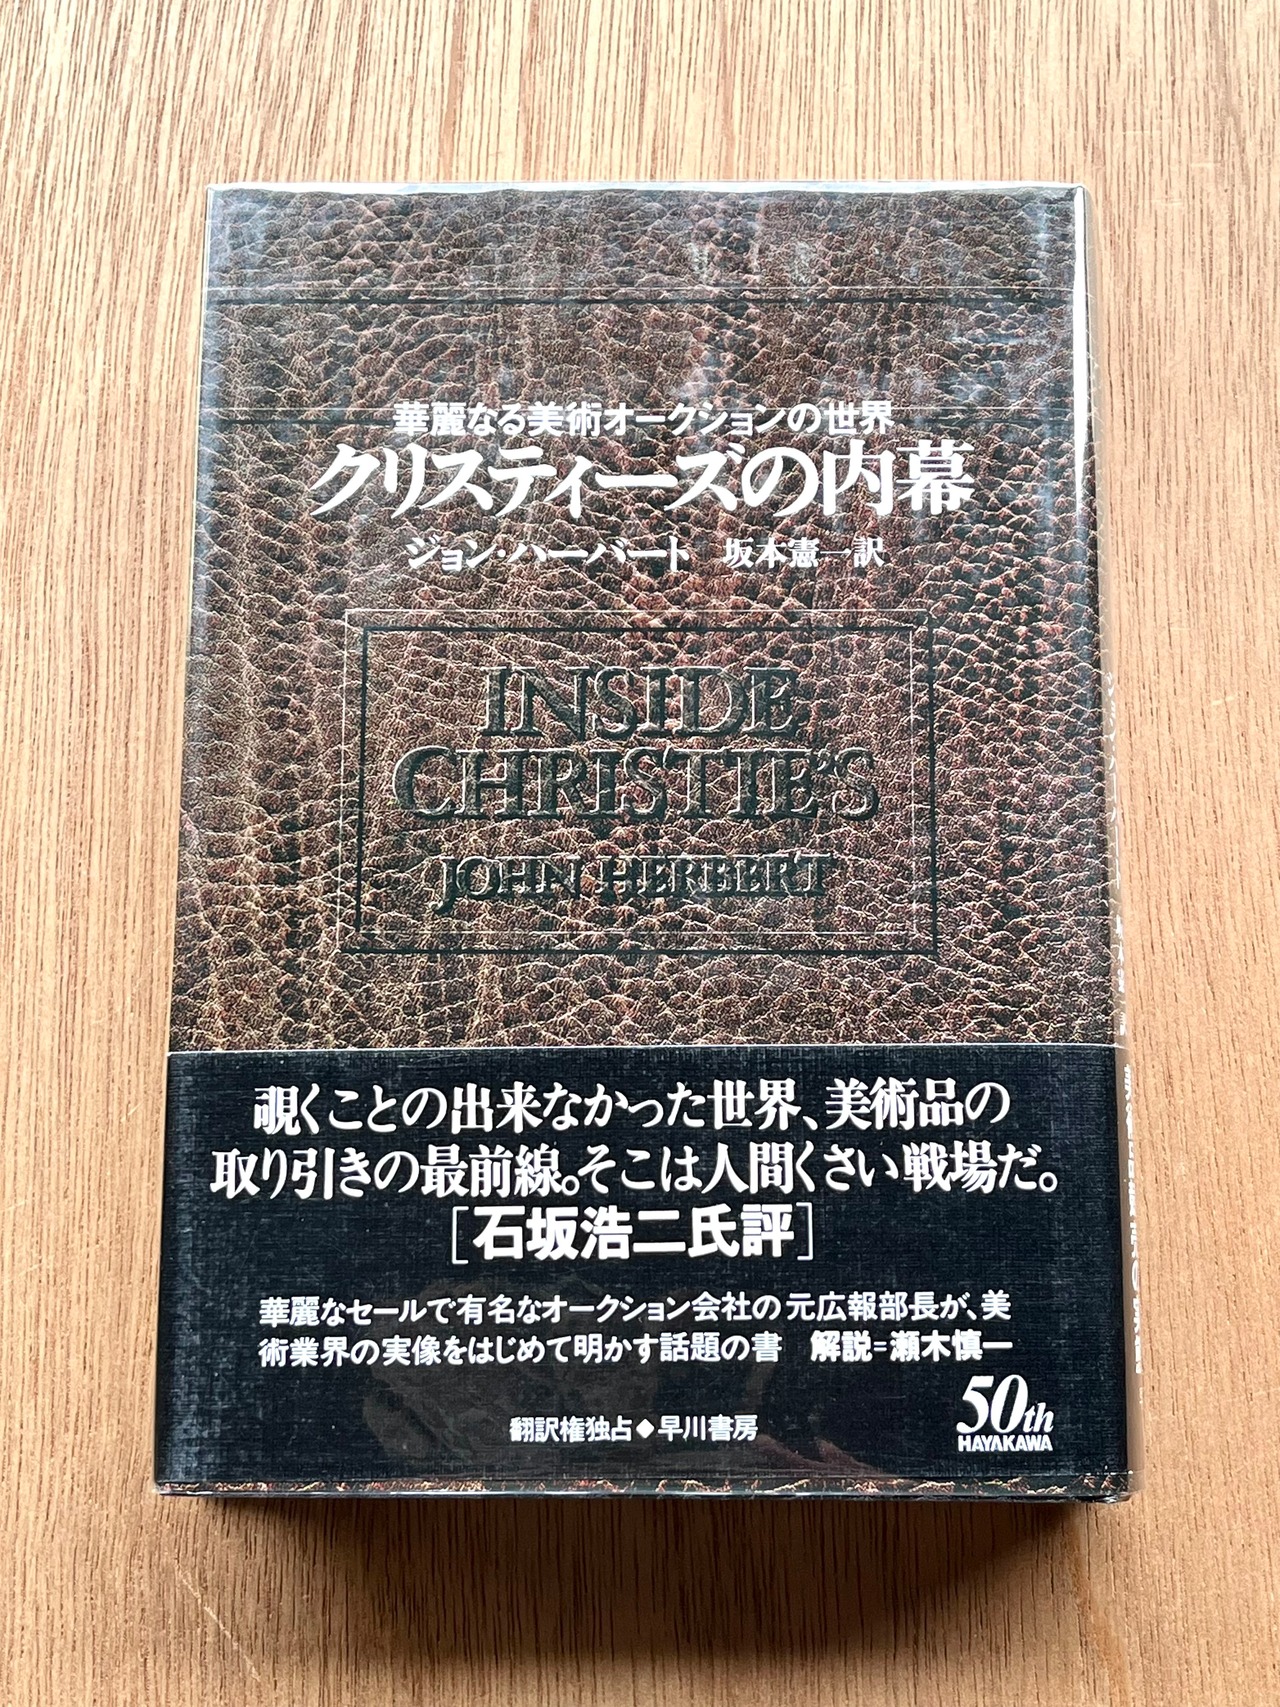 華麗なる美術オークションの世界
クリスティーズの内幕
ジョン・ハーバート 坂本憲一訳
INSIDE
CHRISTIE'S
JOHN HERBERT
覗くことの出来なかった世界、美術品の
取り引きの最前線。そこは人間くさい戦場だ。
[石坂浩二氏評]
華麗なセールで有名なオークション会社の元広報部長が、美
術業界の実像をはじめて明かす話題の書 解説=瀬木慎一
翻訳権独占◆早川書房
50th
HAYAKAWA